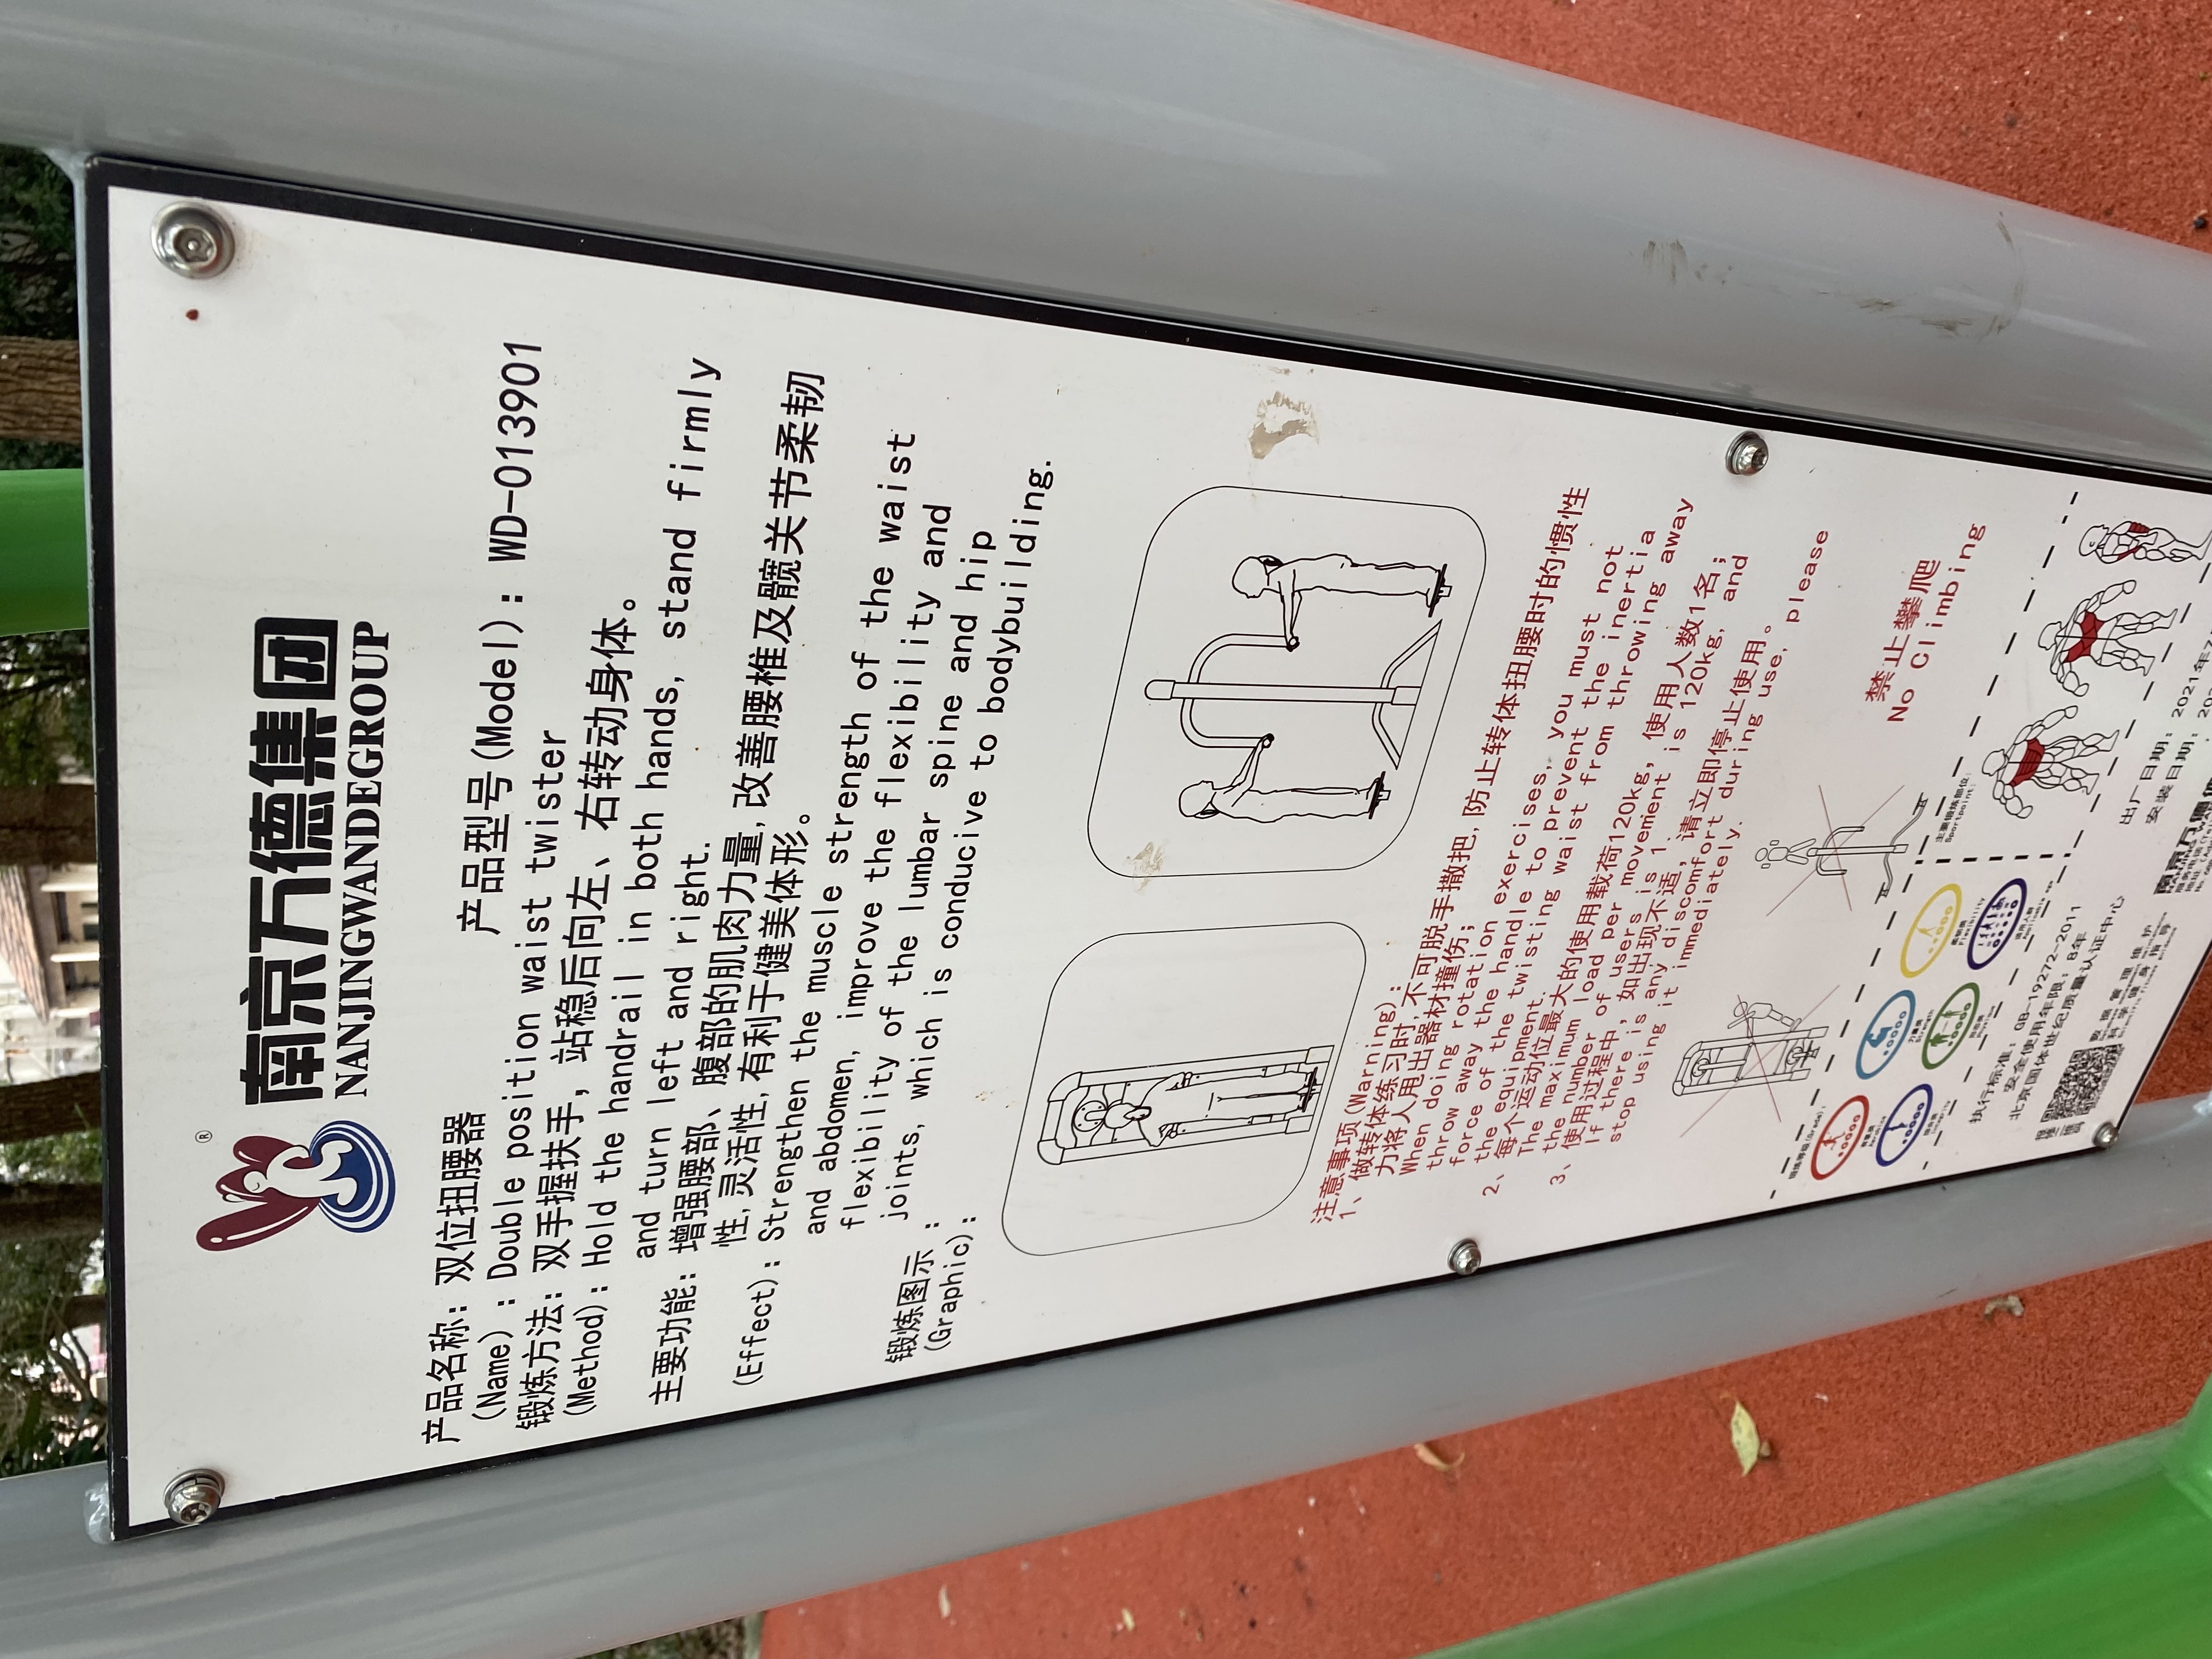 ®
南京万德集团
NANJINGWANDEGROUP
产品名称：双位扭腰器 产品型号(Model)：WD-013901
(Name)：Double position waist twister
锻炼方法：双手握扶手，站稳后向左、右转动身体。
(Method)：Hold the handrail in both hands, stand firmly
and turn left and right.
主要功能：增强腰部、腹部的肌肉力量,改善腰椎及髋关节柔韧
性,灵活性,有利于健美体形。
(Effect)：Strengthen the muscle strength of the waist
and abdomen, improve the flexibility and
flexibility of the lumbar spine and hip
joints, which is conducive to bodybuilding.
锻炼图示：
(Graphic)：
注意事项(Warning)：
1、做转体练习时,不可脱手撒把,防止转体扭腰时的惯性
力将人甩出器材撞伤；
When doing rotation exercises, you must not
throw away the handle to prevent the inertia
force of the twisting waist from throwing away
the equipment.
2、每个运动位最大的使用载荷120kg，使用人数1名；
The maximum load per movement is 120kg, and
the number of users is 1.
3、使用过程中，如出现不适，请立即停止使用。
If there is any discomfort during use, please
stop using it immediately.
禁止攀爬
No Climbing
主要锻炼部位：
Sportpoint：
执行标准：GB-19272-2011
安全使用年限：8年
北京国体世纪质量认证中心
出厂日期：2021年
安装日期：